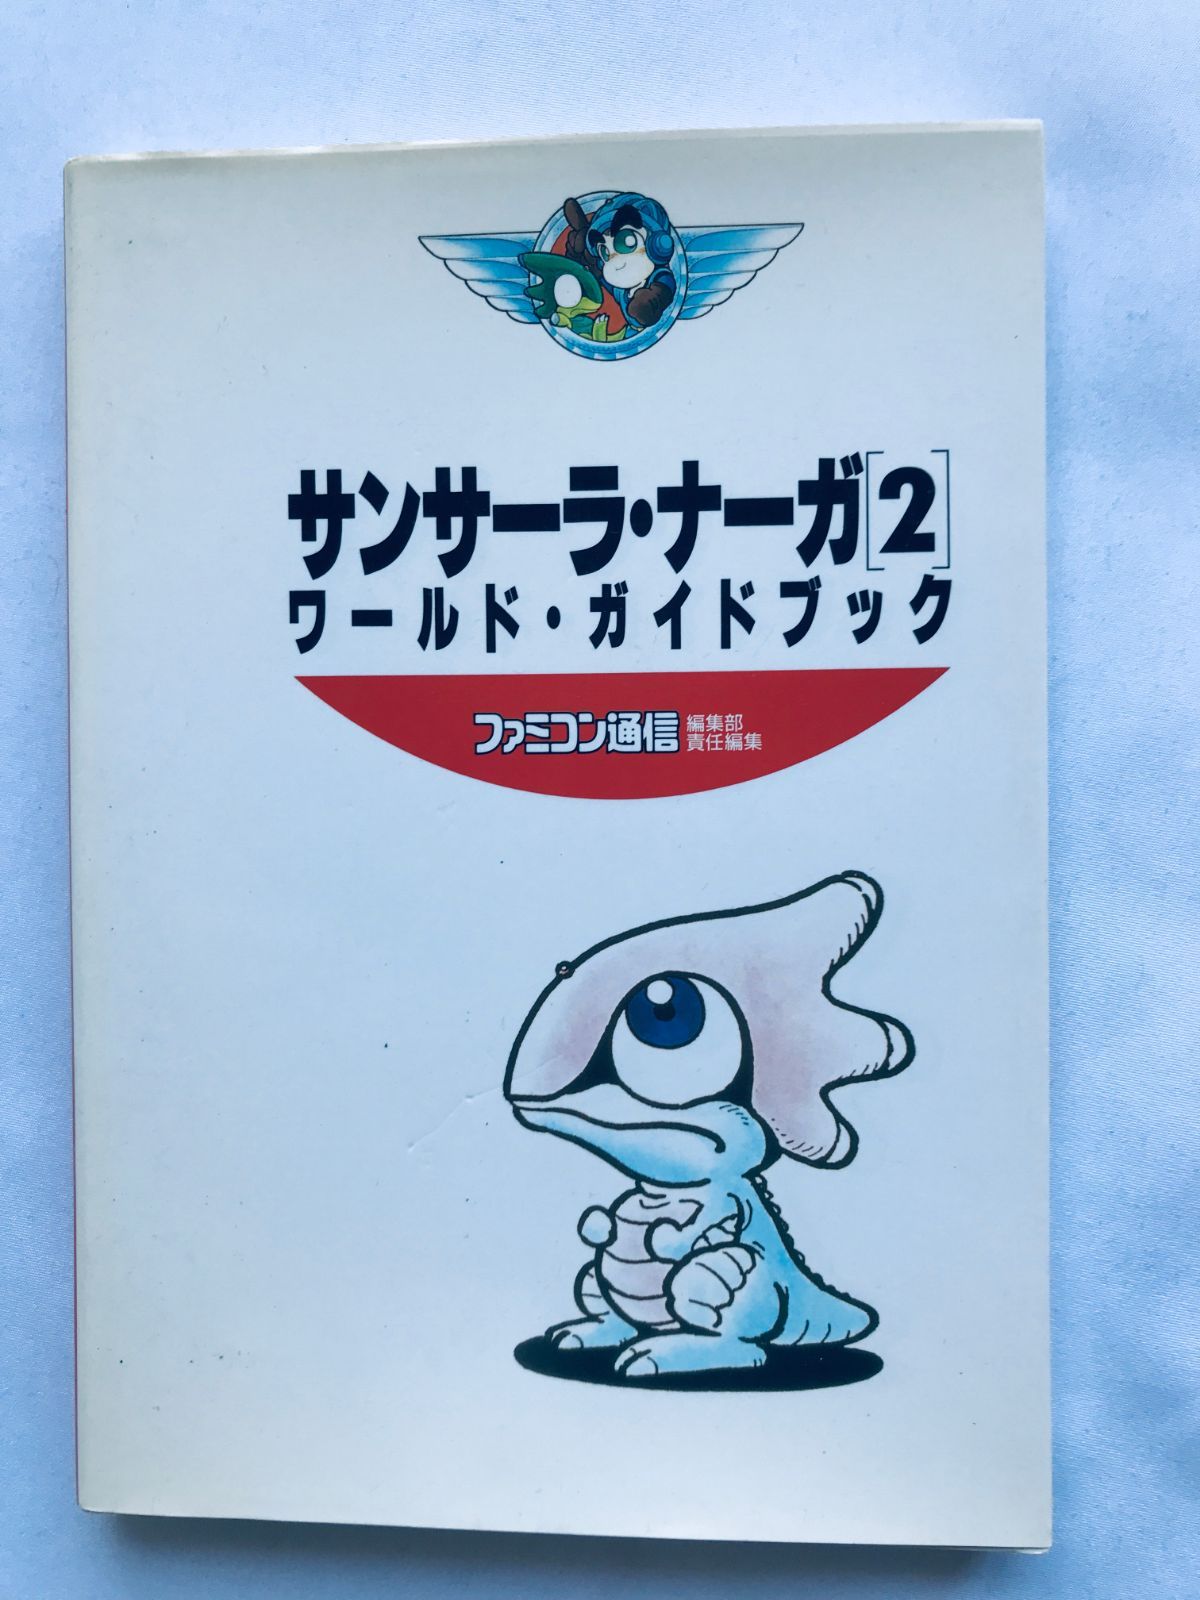 サンサーラ・ナーガ[2]
ワールド・ガイドブック
ファミコン通信 編集部
責任編集